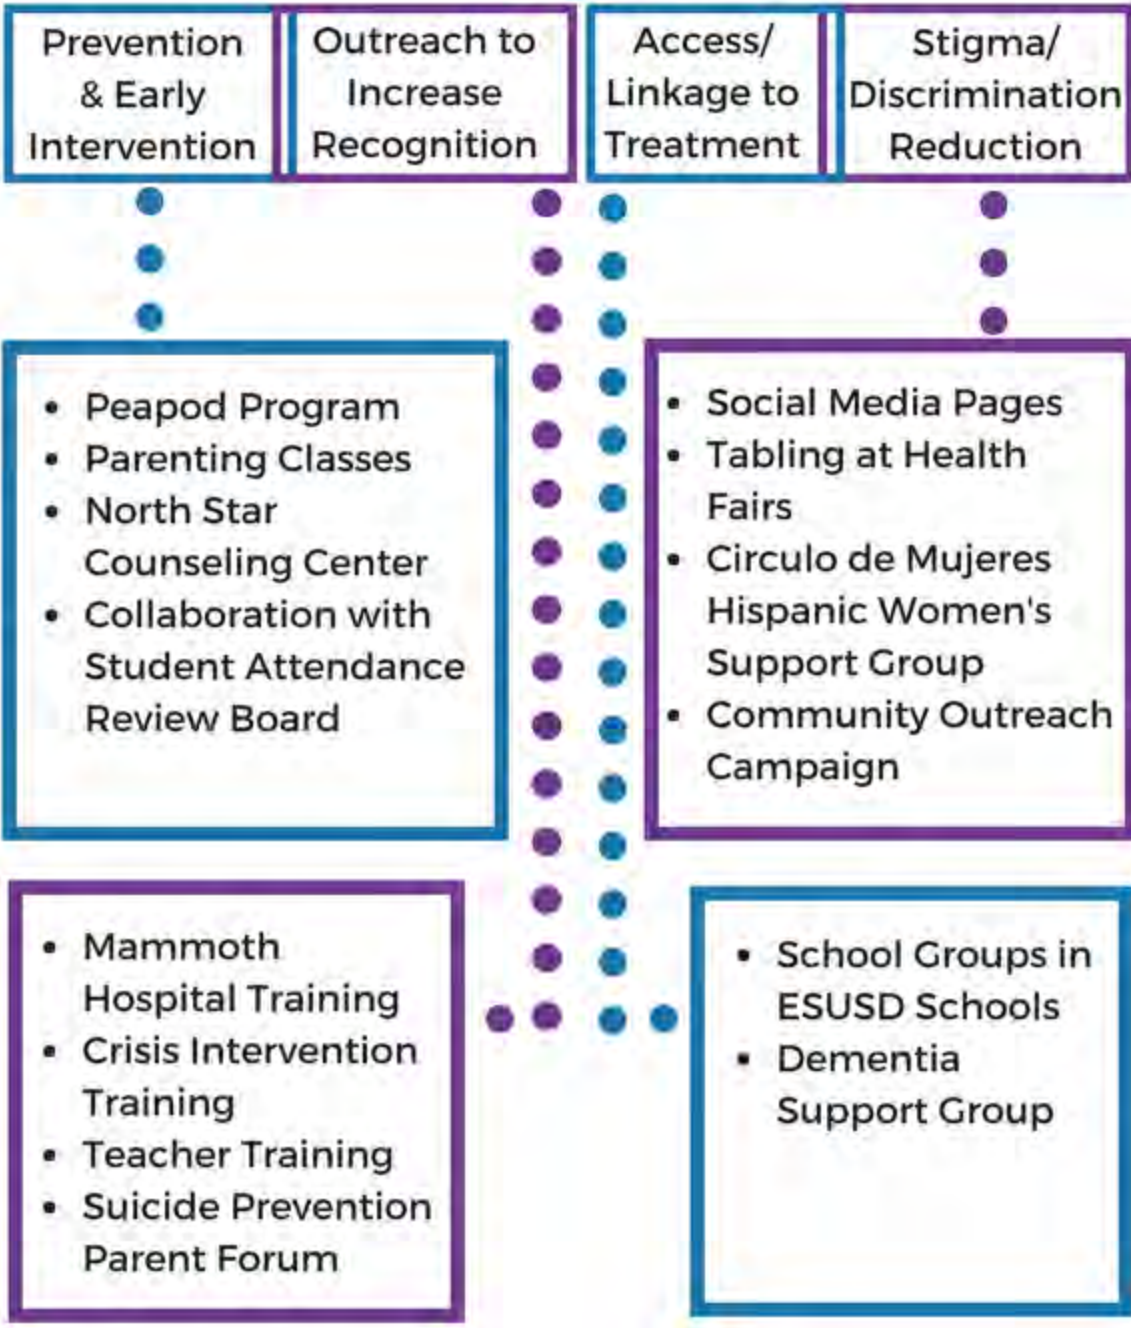 Prevention
& Early
Intervention
Outreach to
Increase
Recognition
Access/
Linkage to
Treatment
Stigma/
Discrimination
Reduction
• Peapod Program
• Parenting Classes
• North Star
Counseling Center
• Collaboration with
Student Attendance
Review Board
• Social Media Pages
• Tabling at Health
Fairs
• Circulo de Mujeres
Hispanic Women's
Support Group
• Community Outreach
Campaign
• Mammoth
Hospital Training
• Crisis Intervention
Training
• Teacher Training
• Suicide Prevention
Parent Forum
• School Groups in
ESUSD Schools
• Dementia
Support Group